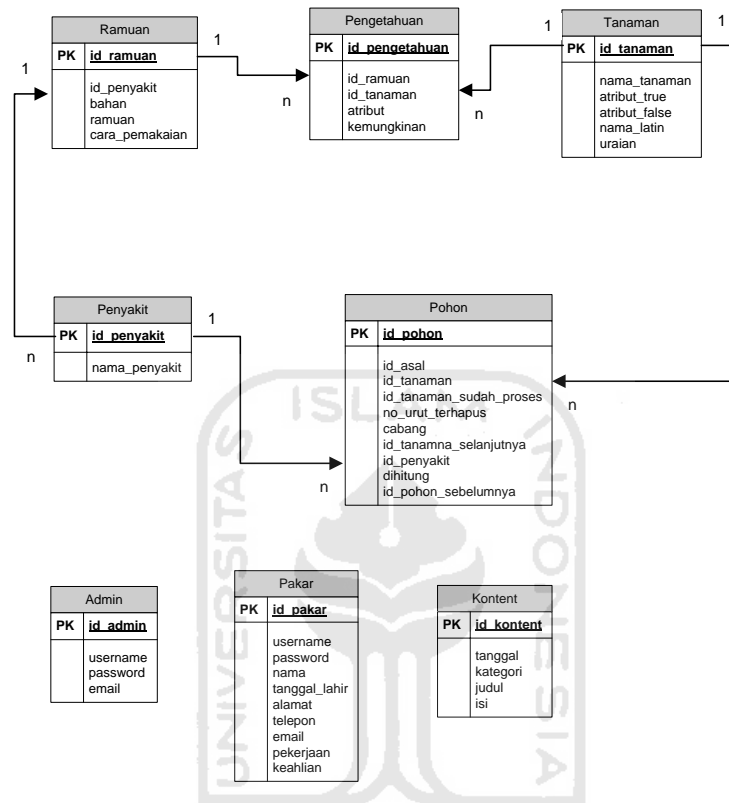 Ramuan
PK id_ramuan
id_penyakit
bahan
ramuan
cara_pemakaian
1
1
n
Pengetahuan
PK id_pengetahuan
id_ramuan
id_tanaman
atribut
kemungkinan
1
n
Tanaman
PK id_tanaman
nama_tanaman
atribut_true
atribut_false
nama_latin
uraian
1
Penyakit
PK id_penyakit
nama_penyakit
n
1
n
Pohon
PK id_pohon
id_asal
id_tanaman
id_tanaman_sudah_proses
no_urut_terhapus
cabang
id_tanamna_selanjutnya
id_penyakit
dihitung
id_pohon_sebelumnya
n
Admin
PK id_admin
username
password
email
Pakar
PK id_pakar
username
password
nama
tanggal_lahir
alamat
telepon
email
pekerjaan
keahlian
Kontent
PK id_kontent
tanggal
kategori
judul
isi
UNIVERSITAS
ISLAM
INDONESIA